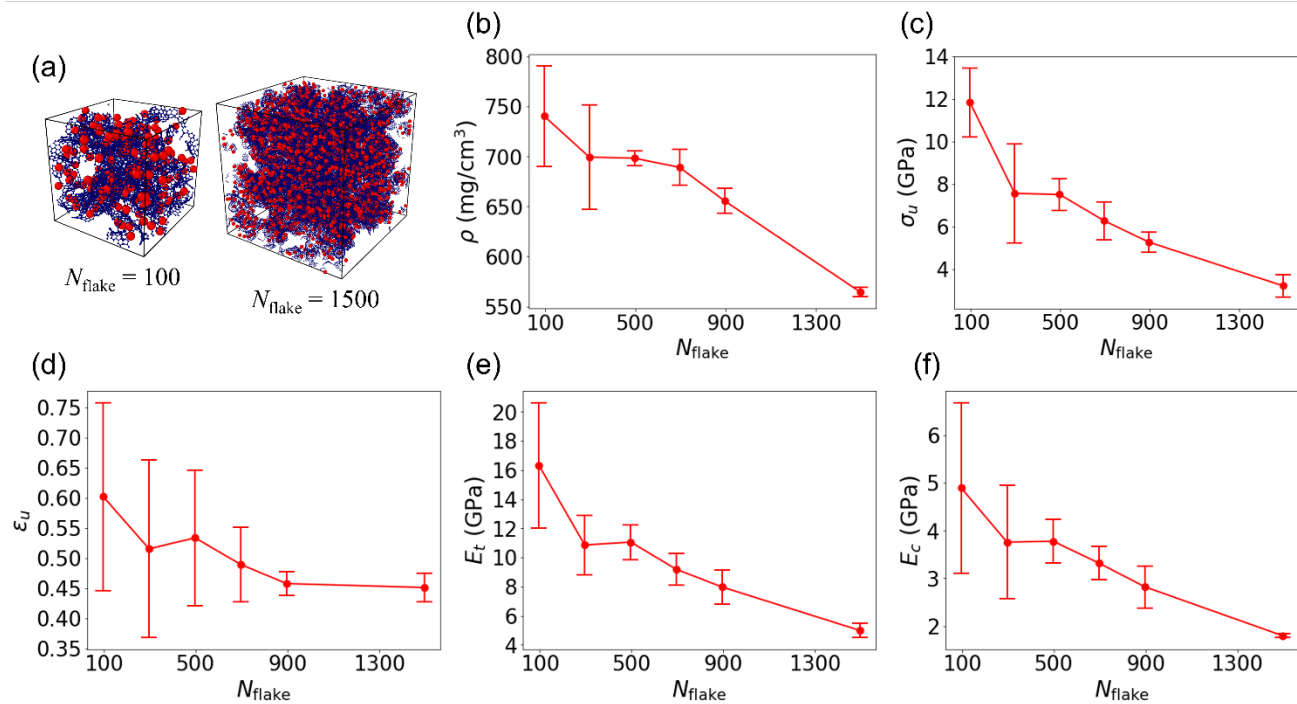 (a)
N_flake = 100
N_flake = 1500
(b)
800
750
700
650
600
550
ρ (mg/cm³)
100 500 900 1300
N_flake
(c)
14
12
10
8
6
4
σ_u (GPa)
100 500 900 1300
N_flake
(d)
0.75
0.70
0.65
0.60
0.55
0.50
0.45
0.40
0.35
ε_u
100 500 900 1300
N_flake
(e)
20
18
16
14
12
10
8
6
4
E_t (GPa)
100 500 900 1300
N_flake
(f)
6
5
4
3
2
E_c (GPa)
100 500 900 1300
N_flake